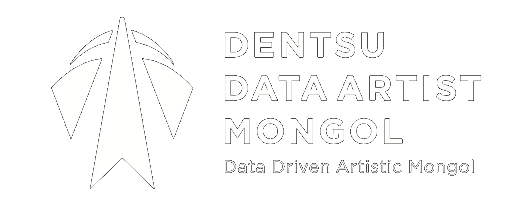 DENTSU
DATA ARTIST
MONGOL
Data Driven Artistic Mongol